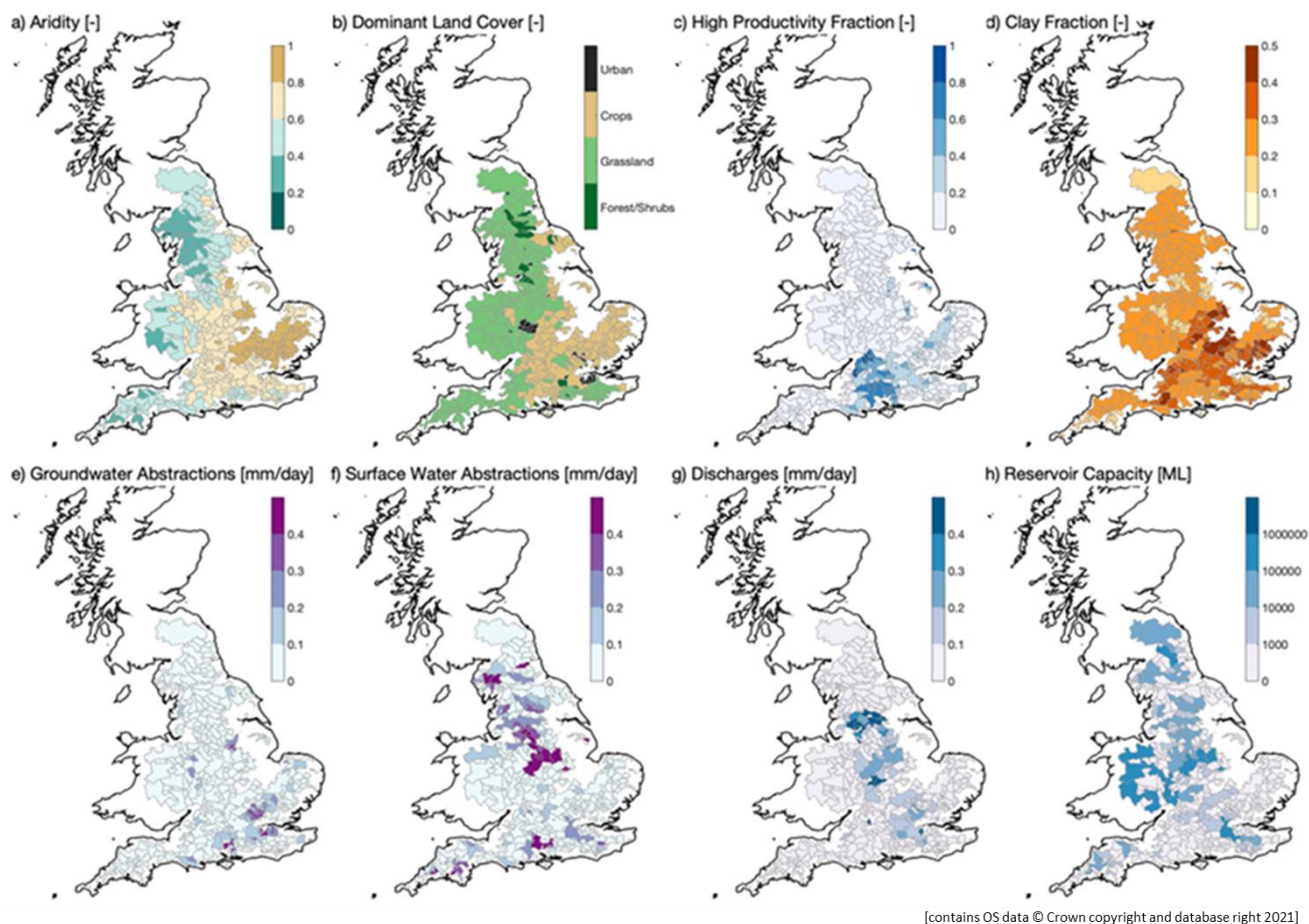 a) Aridity [-]
1
0.8
0.6
0.4
0.2
0
b) Dominant Land Cover [-]
Urban
Crops
Grassland
Forest/Shrubs
c) High Productivity Fraction [-]
1
0.8
0.6
0.4
0.2
0
d) Clay Fraction [-]
0.5
0.4
0.3
0.2
0.1
0
e) Groundwater Abstractions [mm/day]
0.4
0.3
0.2
0.1
0
f) Surface Water Abstractions [mm/day]
0.4
0.3
0.2
0.1
0
g) Discharges [mm/day]
0.4
0.3
0.2
0.1
0
h) Reservoir Capacity [ML]
1000000
100000
10000
1000
0
[contains OS data © Crown copyright and database right 2021]